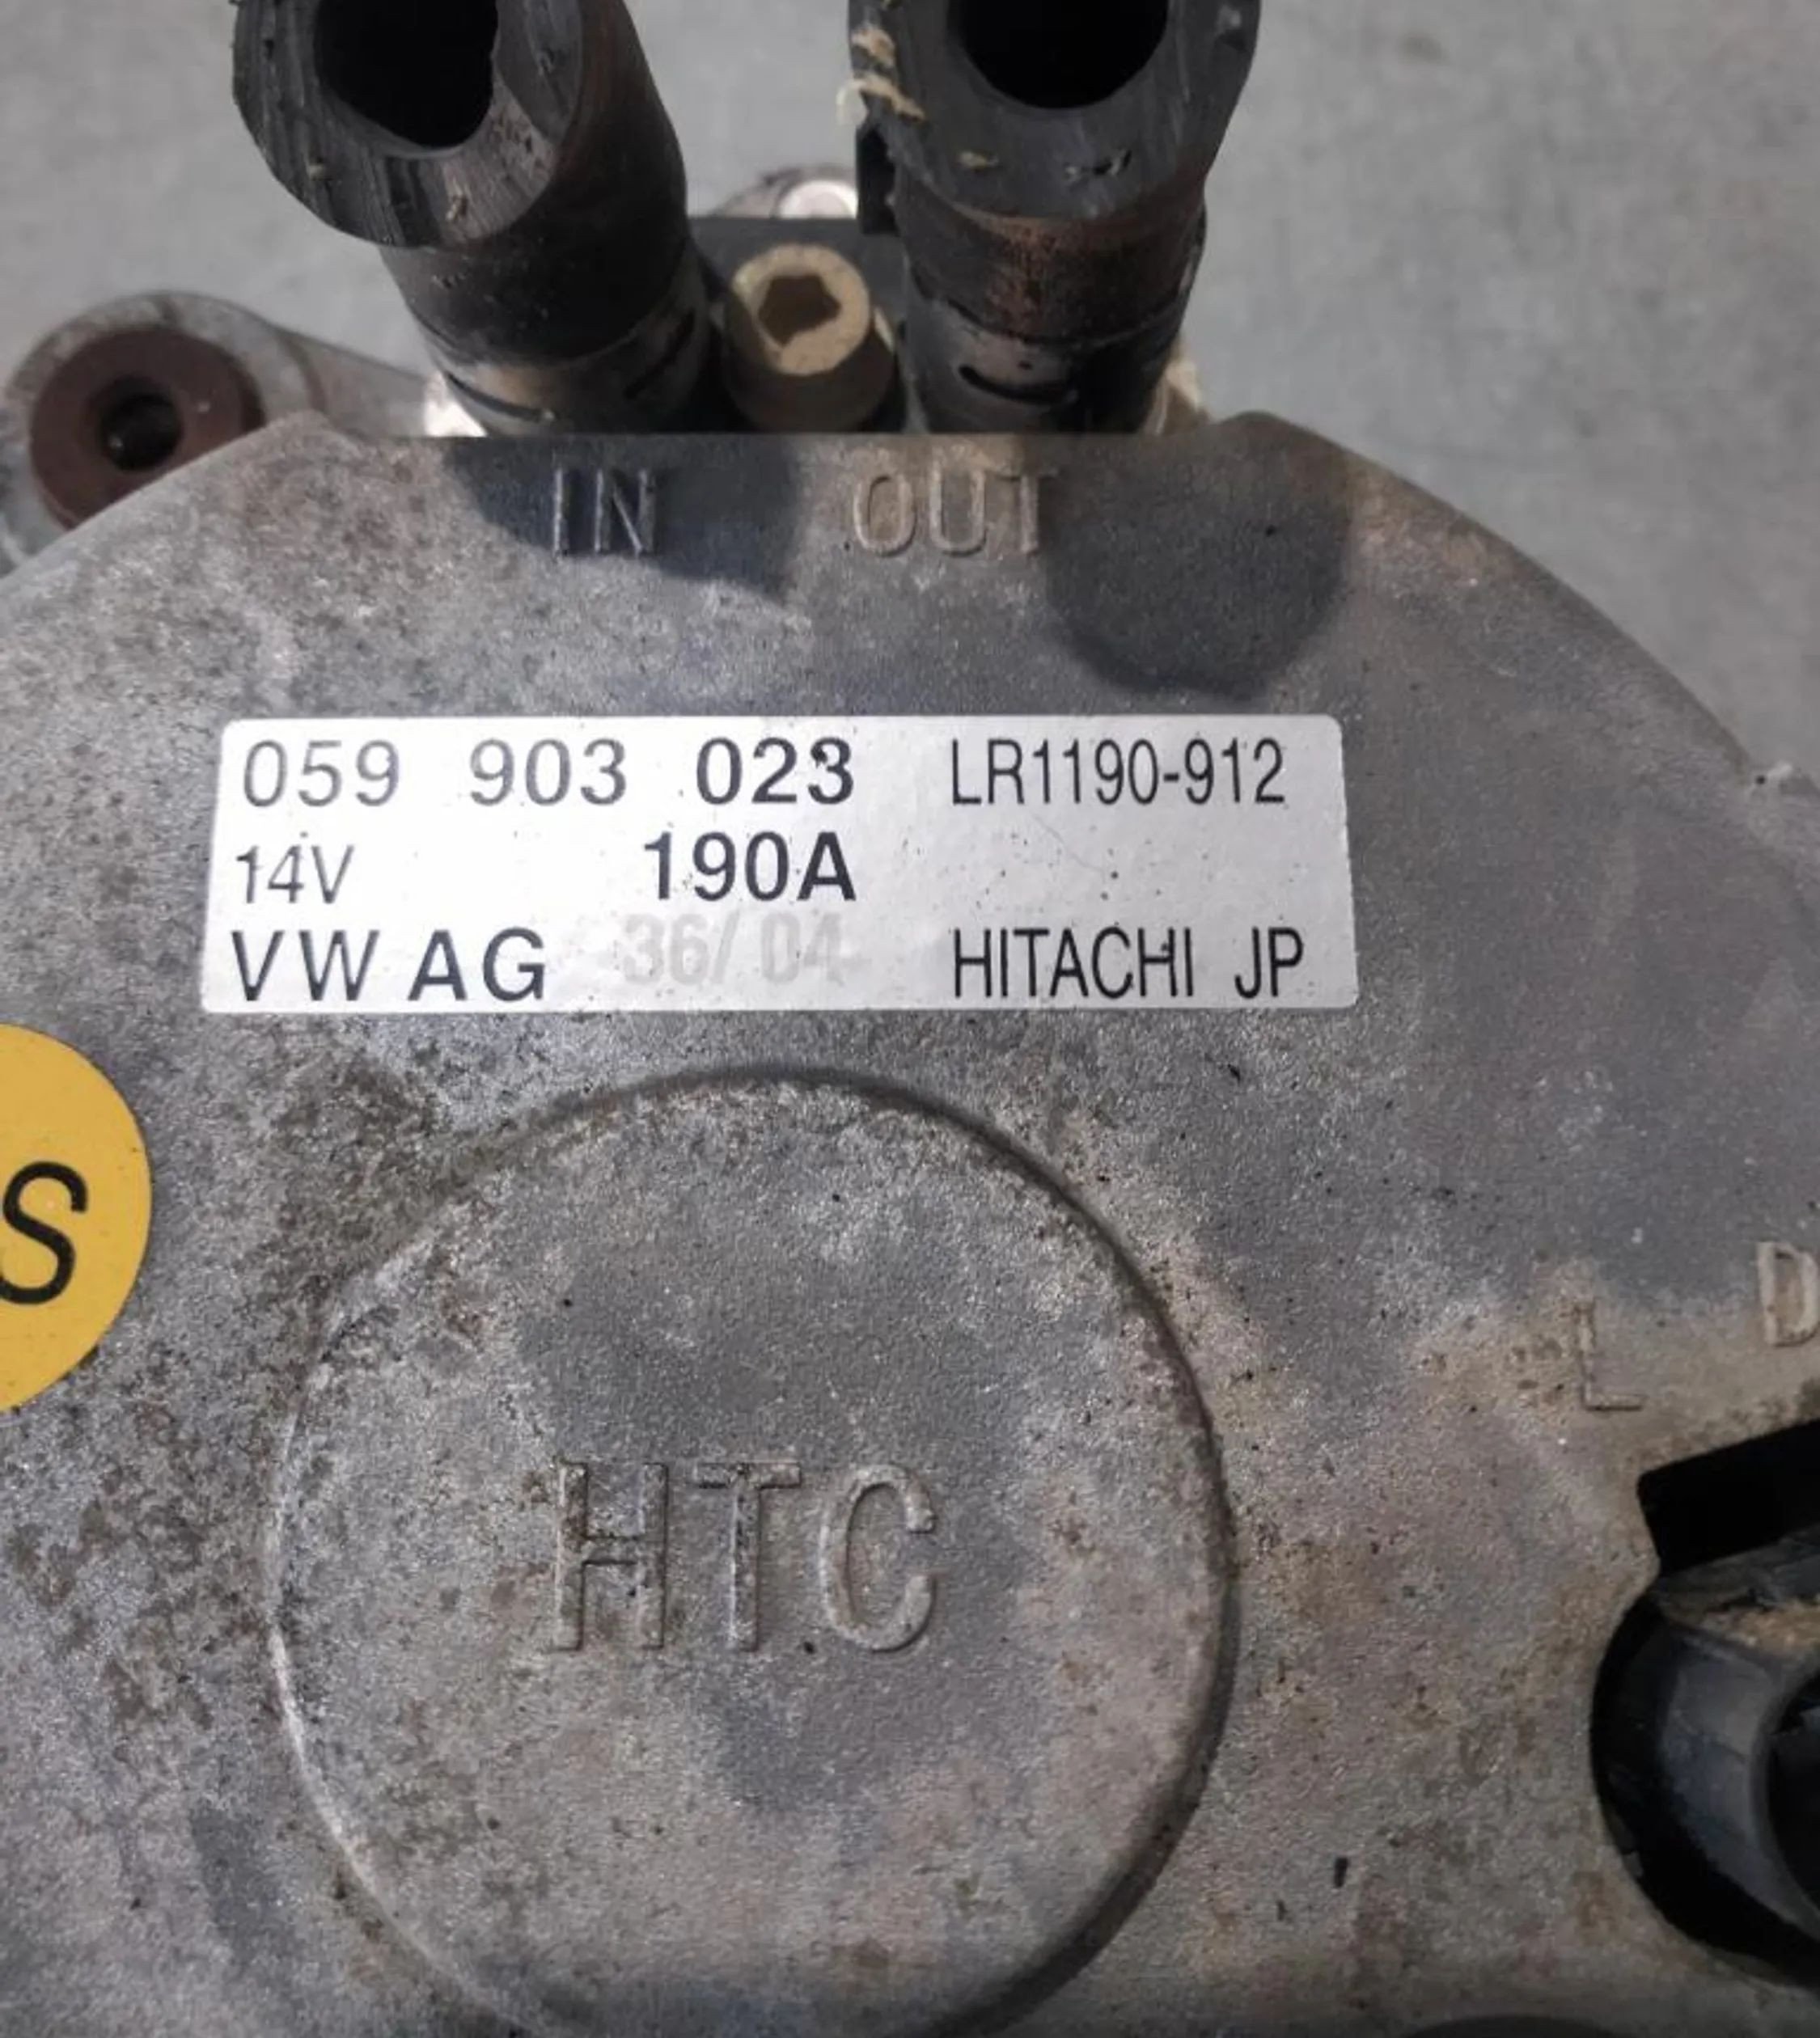 IN OUT
059 903 023 LR1190-912
14V 190A
VW AG 36/04 HITACHI JP
S
D
L
HTC